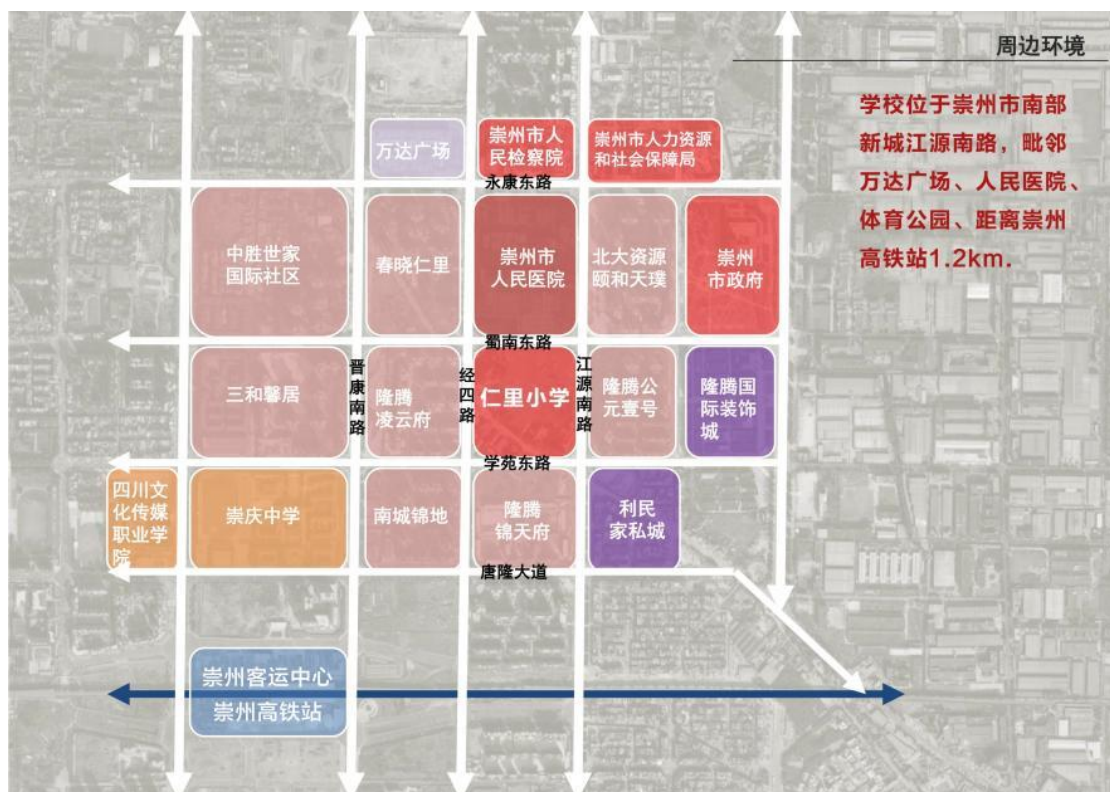 周边环境
学校位于崇州市南部
新城江源南路，毗邻
万达广场、人民医院、
体育公园、距离崇州
高铁站1.2km.
万达广场
崇州市人
民检察院
崇州市人力资源
和社会保障局
永康东路
中胜世家
国际社区
春晓仁里
崇州市
人民医院
北大资源
颐和天璞
崇州
市政府
蜀南东路
三和馨居
晋康南路
隆腾
凌云府
经四路
仁里小学
江源南路
隆腾公
元壹号
隆腾国
际装饰
城
学苑东路
四川文
化传媒
职业学
院
崇庆中学
南城锦地
隆腾
锦天府
利民
家私城
唐隆大道
崇州客运中心
崇州高铁站